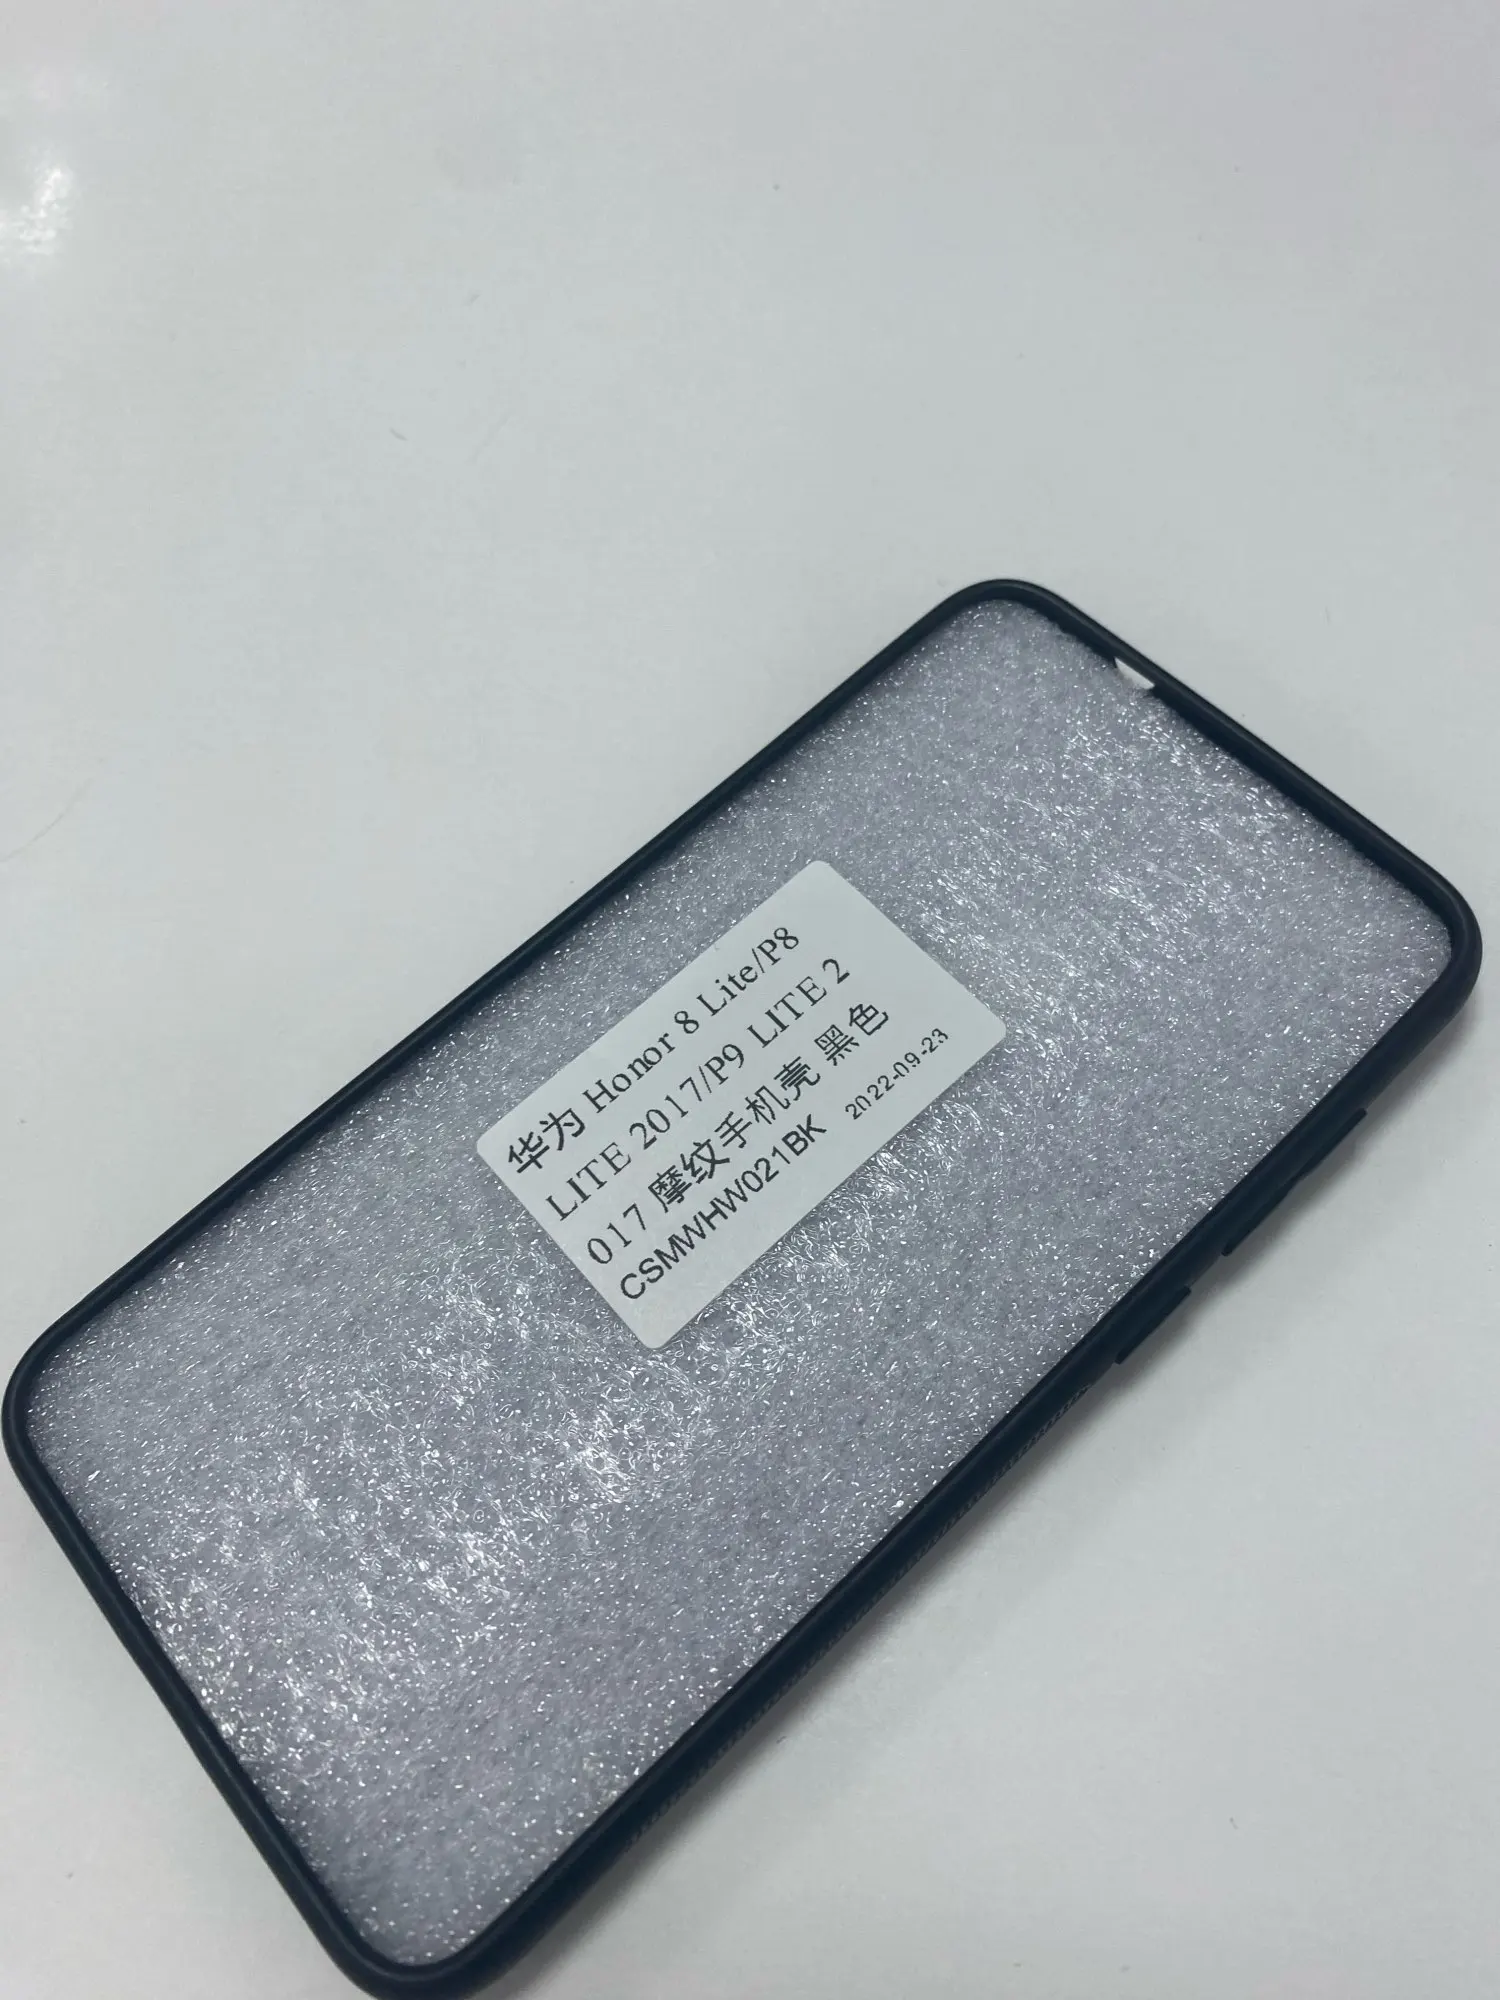 华为 Honor 8 Lite/P8
LITE 2017/P9 LITE 2
017 摩纹手机壳 黑色
CSMWHW021BK 2022-09-23